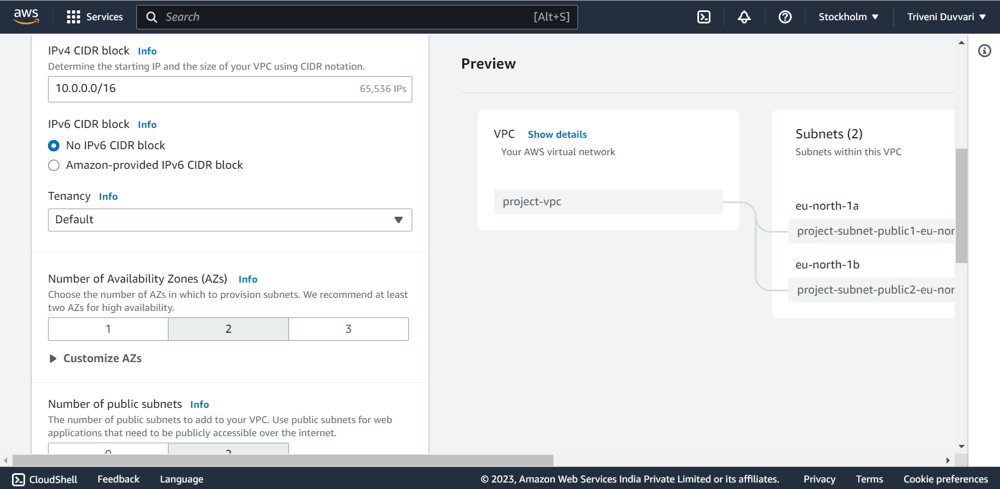 aws
Services
Search
[Alt+S]
Stockholm
Triveni Duvvari
IPv4 CIDR block Info
Determine the starting IP and the size of your VPC using CIDR notation.
10.0.0.0/16
65,536 IPs
IPv6 CIDR block Info
No IPv6 CIDR block
Amazon-provided IPv6 CIDR block
Tenancy Info
Default
Number of Availability Zones (AZs) Info
Choose the number of AZs in which to provision subnets. We recommend at least
two AZs for high availability.
1 2 3
Customize AZs
Number of public subnets Info
The number of public subnets to add to your VPC. Use public subnets for web
applications that need to be publicly accessible over the internet.
0 2
Preview
VPC Show details
Your AWS virtual network
project-vpc
Subnets (2)
Subnets within this VPC
eu-north-1a
project-subnet-public1-eu-nor
eu-north-1b
project-subnet-public2-eu-nor
CloudShell
Feedback
Language
© 2023, Amazon Web Services India Private Limited or its affiliates.
Privacy
Terms
Cookie preferences